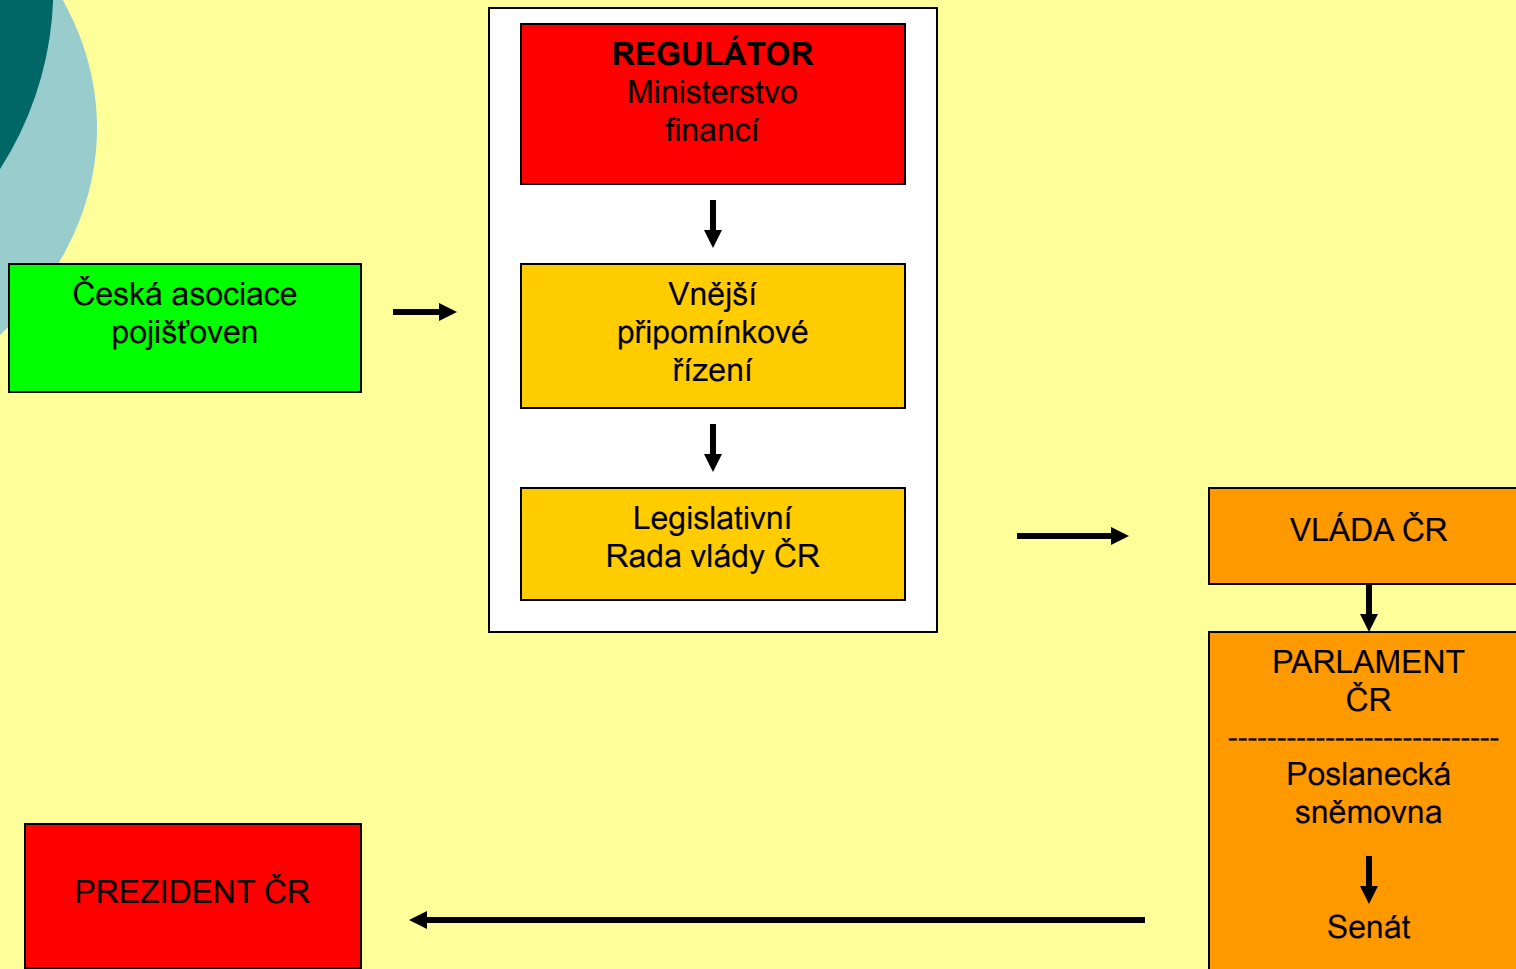 REGULÁTOR
Ministerstvo
financí
Česká asociace
pojišťoven
Vnější
připomínkové
řízení
Legislativní
Rada vlády ČR
VLÁDA ČR
PARLAMENT
ČR
----------------------------
Poslanecká
sněmovna
Senát
PREZIDENT ČR